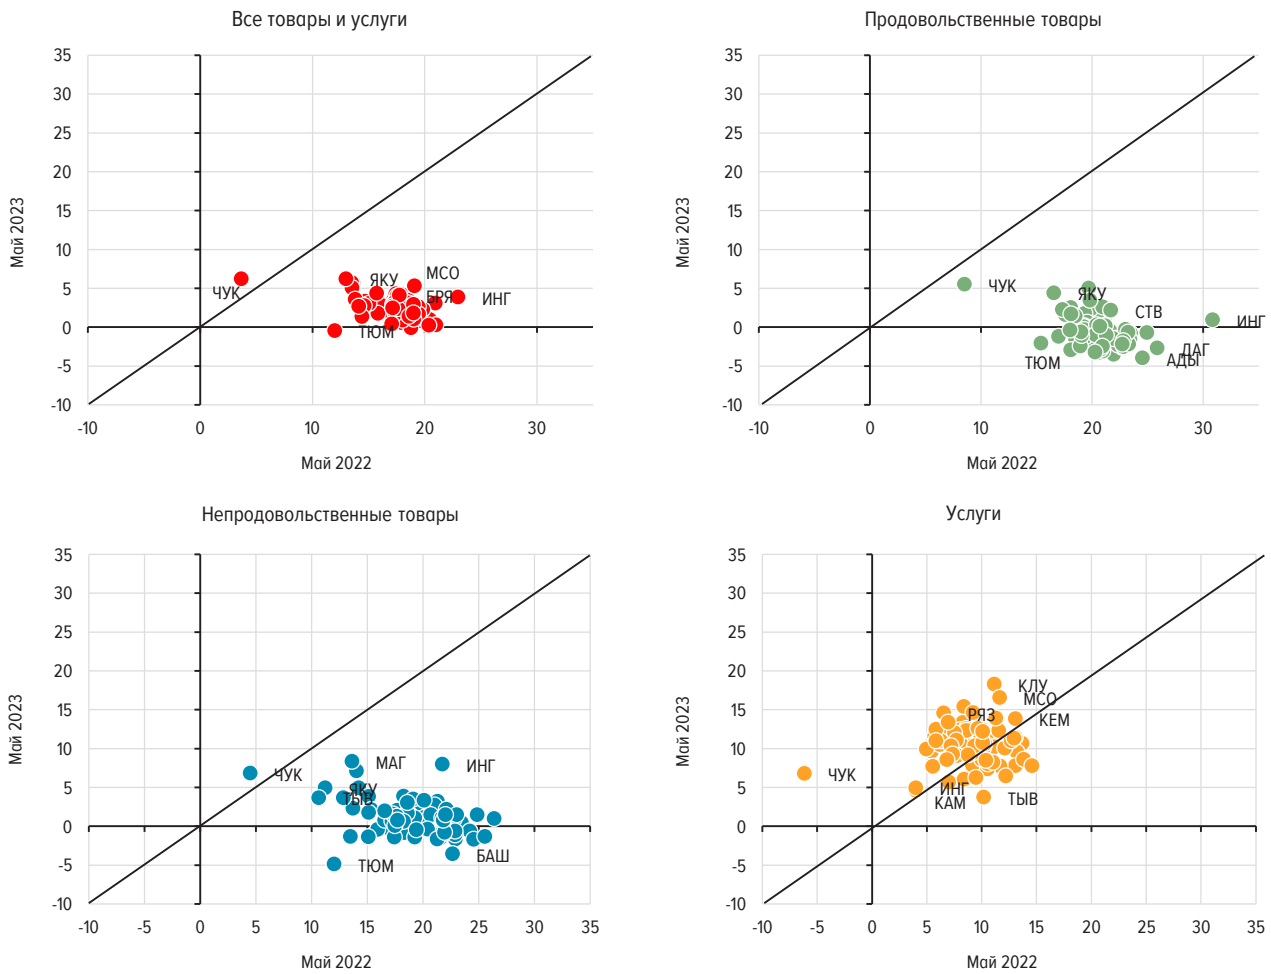 Все товары и услуги
35
30
25
20
15
10
5
0
-5
-10
Май 2023
ЧУК
ЯКУ
МСО
БРЯ
ИНГ
ТЮМ
-10
0
10
20
30
Май 2022
Продовольственные товары
35
30
25
20
15
10
5
0
-5
-10
Май 2023
ЧУК
ЯКУ
СТВ
ИНГ
ДАГ
АДЫ
ТЮМ
-10
0
10
20
30
Май 2022
Непродовольственные товары
35
30
25
20
15
10
5
0
-5
-10
Май 2023
ЧУК
МАГ
ИНГ
ЯКУ
ТЫВ
БАШ
ТЮМ
-10
-5
0
5
10
15
20
25
30
35
Май 2022
Услуги
35
30
25
20
15
10
5
0
-5
-10
Май 2023
КЛУ
МСО
РЯЗ
КЕМ
ЧУК
ИНГ
КАМ
ТЫВ
-10
-5
0
5
10
15
20
25
30
35
Май 2022